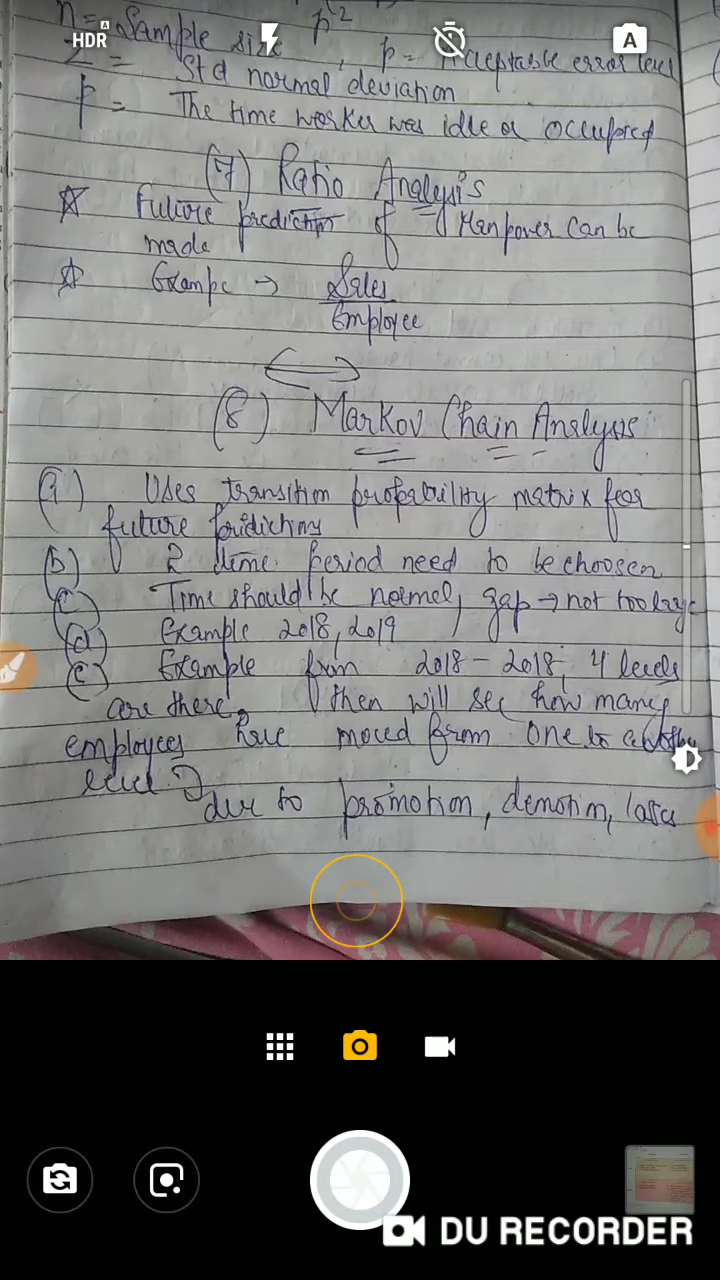 HDR
A
n = Sample size
p2
p = Acceptable error level
Z = Std normal deviation
p = The time worker was idle or occupied
(7) Ratio Analysis
Future prediction of Manpower can be
made
Exampe → Sales
Employee
(8) Markov Chain Analysis
(a) Uses transition probability matrix for
future
(b) 2 time period need to be choosen
(c) Time should be normal, gap → not too large
(d) Example 2018, 2019
(e) Example from 2018 - 2018, 4 levels
are there. then will see how many
employees have moved from one to another
level
due to promotion, demotion,
DU RECORDER